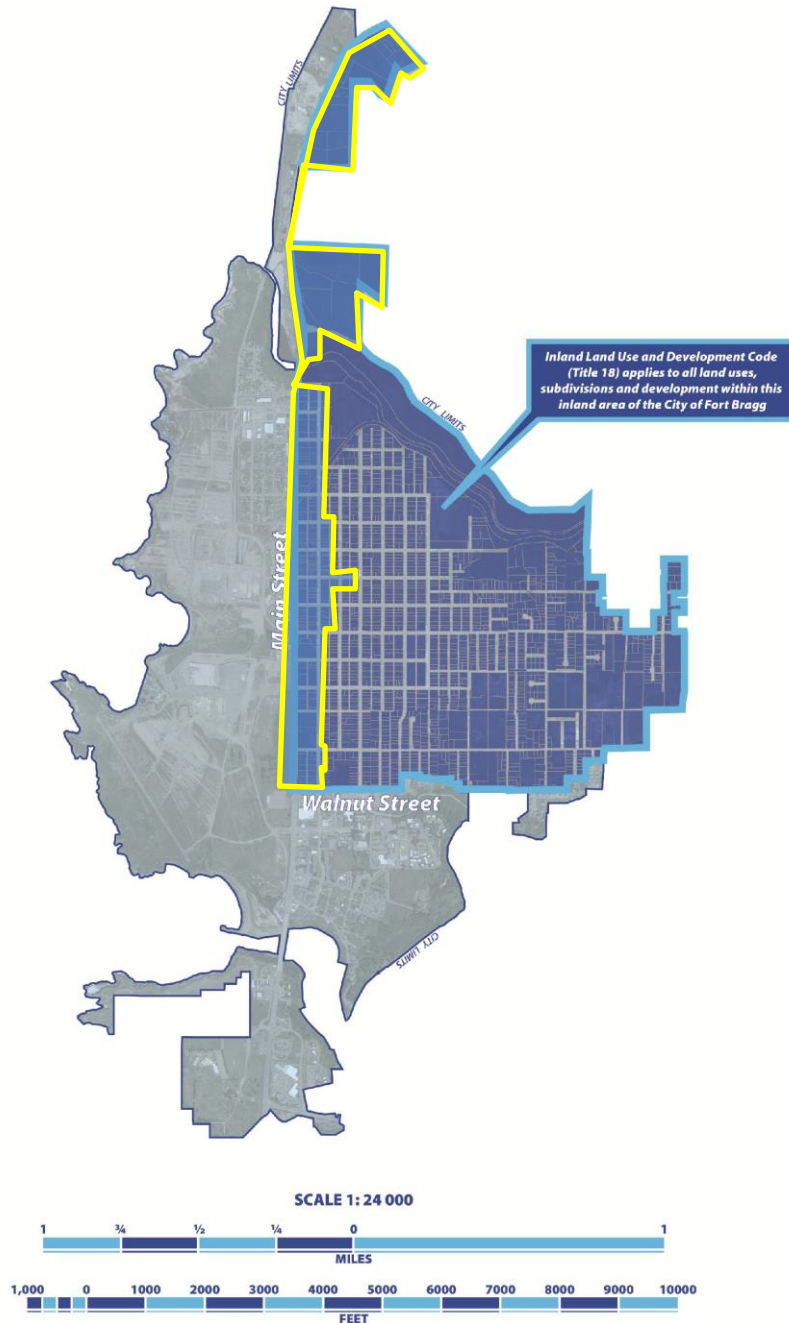 CITY LIMITS
Inland Land Use and Development Code
(Title 18) applies to all land uses,
subdivisions and development within this
inland area of the City of Fort Bragg
CITY LIMITS
Main Street
Walnut Street
CITY LIMITS
SCALE 1: 24 000
1 ¾ ½ ¼ 0 1
MILES
1,000 0 1000 2000 3000 4000 5000 6000 7000 8000 9000 10000
FEET